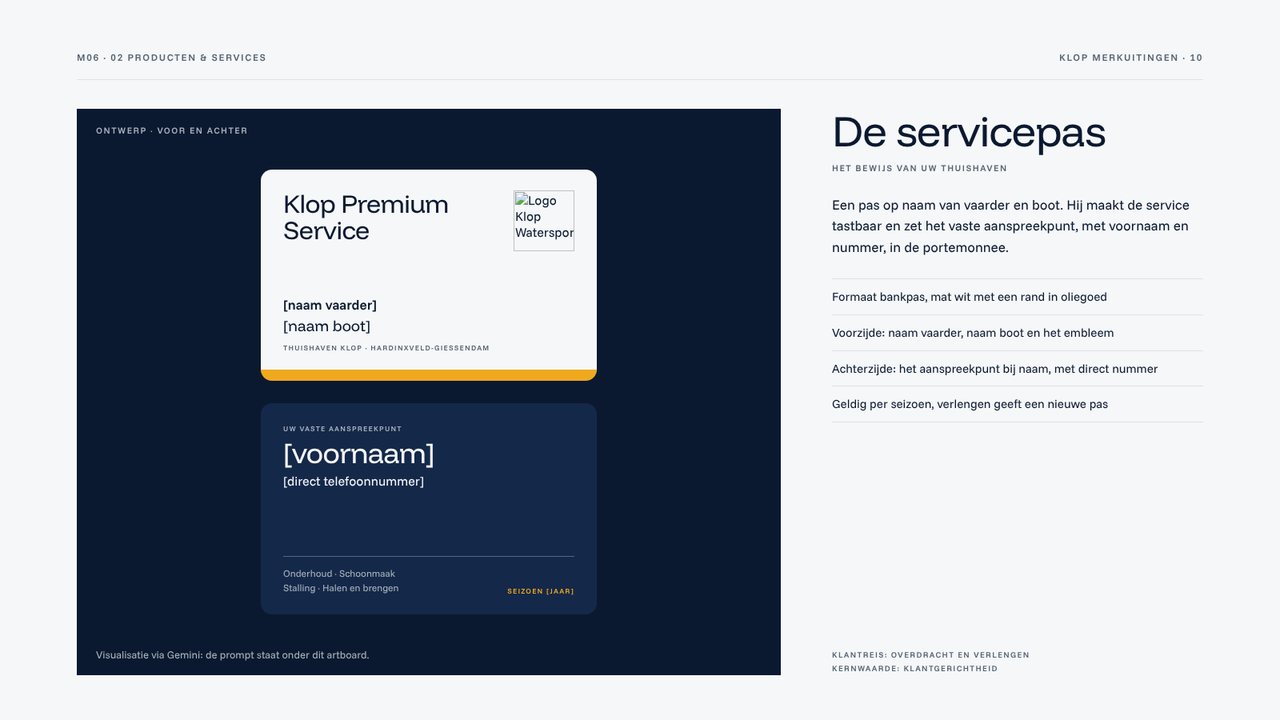 M06 · 02 PRODUCTEN & SERVICES
KLOP MERKUITINGEN · 10
ONTWERP · VOOR EN ACHTER
Klop Premium
Service
Logo
Klop
Waterspor
[naam vaarder]
[naam boot]
THUISHAVEN KLOP · HARDINXVELD-GIESSENDAM
UW VASTE AANSPREEKPUNT
[voornaam]
[direct telefoonnummer]
Onderhoud · Schoonmaak
Stalling · Halen en brengen
SEIZOEN [JAAR]
Visualisatie via Gemini: de prompt staat onder dit artboard.
De servicepas
HET BEWIJS VAN UW THUISHAVEN
Een pas op naam van vaarder en boot. Hij maakt de service
tastbaar en zet het vaste aanspreekpunt, met voornaam en
nummer, in de portemonnee.
Formaat bankpas, mat wit met een rand in oliegoed
Voorzijde: naam vaarder, naam boot en het embleem
Achterzijde: het aanspreekpunt bij naam, met direct nummer
Geldig per seizoen, verlengen geeft een nieuwe pas
KLANTREIS: OVERDRACHT EN VERLENGEN
KERNWAARDE: KLANTGERICHTHEID